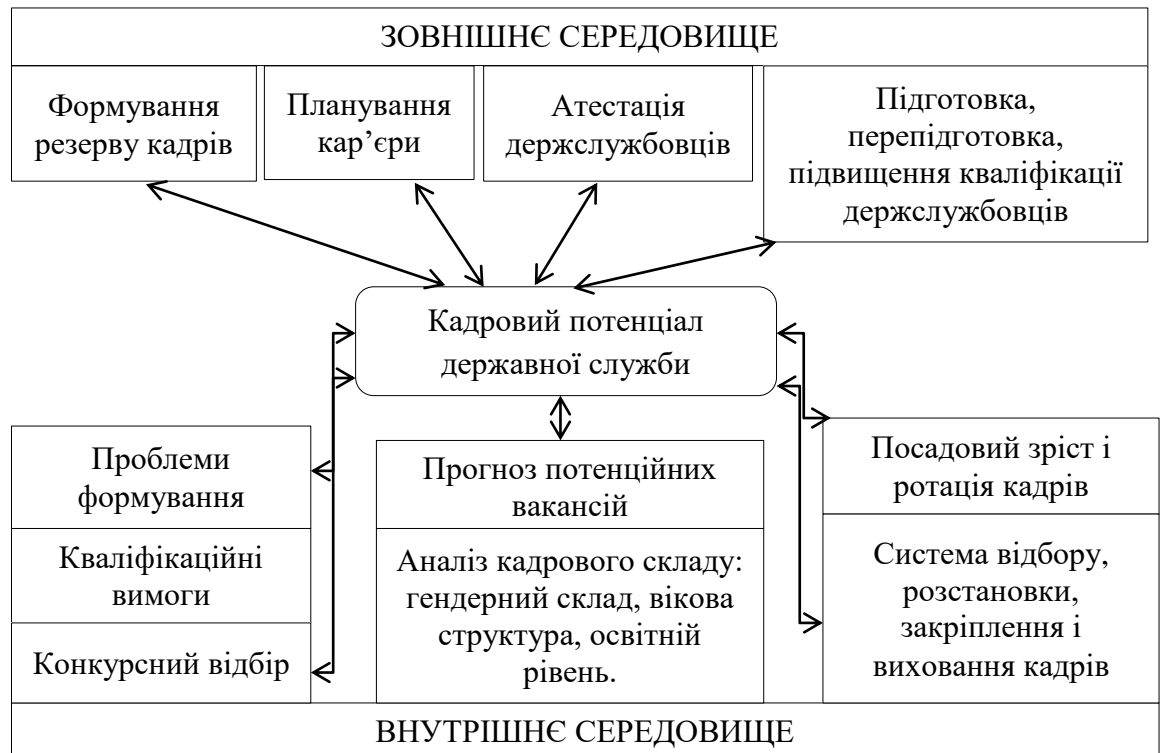 ЗОВНІШНЄ СЕРЕДОВИЩЕ
Формування
резерву кадрів
Планування
кар’єри
Атестація
держслужбовців
Підготовка,
перепідготовка,
підвищення кваліфікації
держслужбовців
Кадровий потенціал
державної служби
Проблеми
формування
Кваліфікаційні
вимоги
Конкурсний відбір
Прогноз потенційних
вакансій
Аналіз кадрового складу:
гендерний склад, вікова
структура, освітній
рівень.
Посадовий зріст і
ротація кадрів
Система відбору,
розстановки,
закріплення і
виховання кадрів
ВНУТРІШНЄ СЕРЕДОВИЩЕ